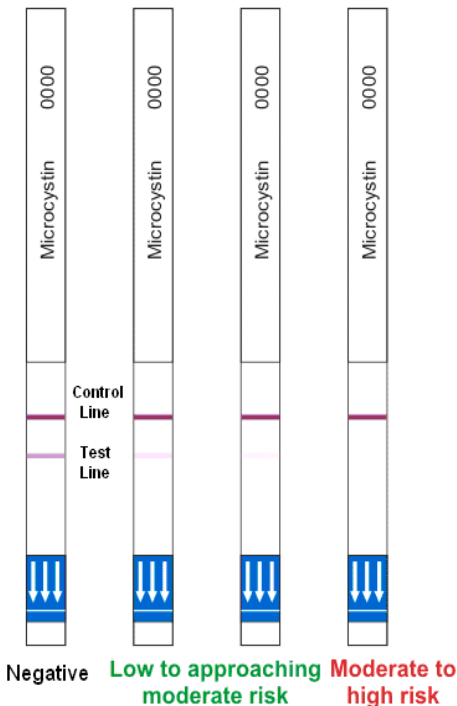 Microcystin 0000
Microcystin 0000
Microcystin 0000
Microcystin 0000
Control
Line
Test
Line
Negative
Low to approaching
moderate risk
Moderate to
high risk